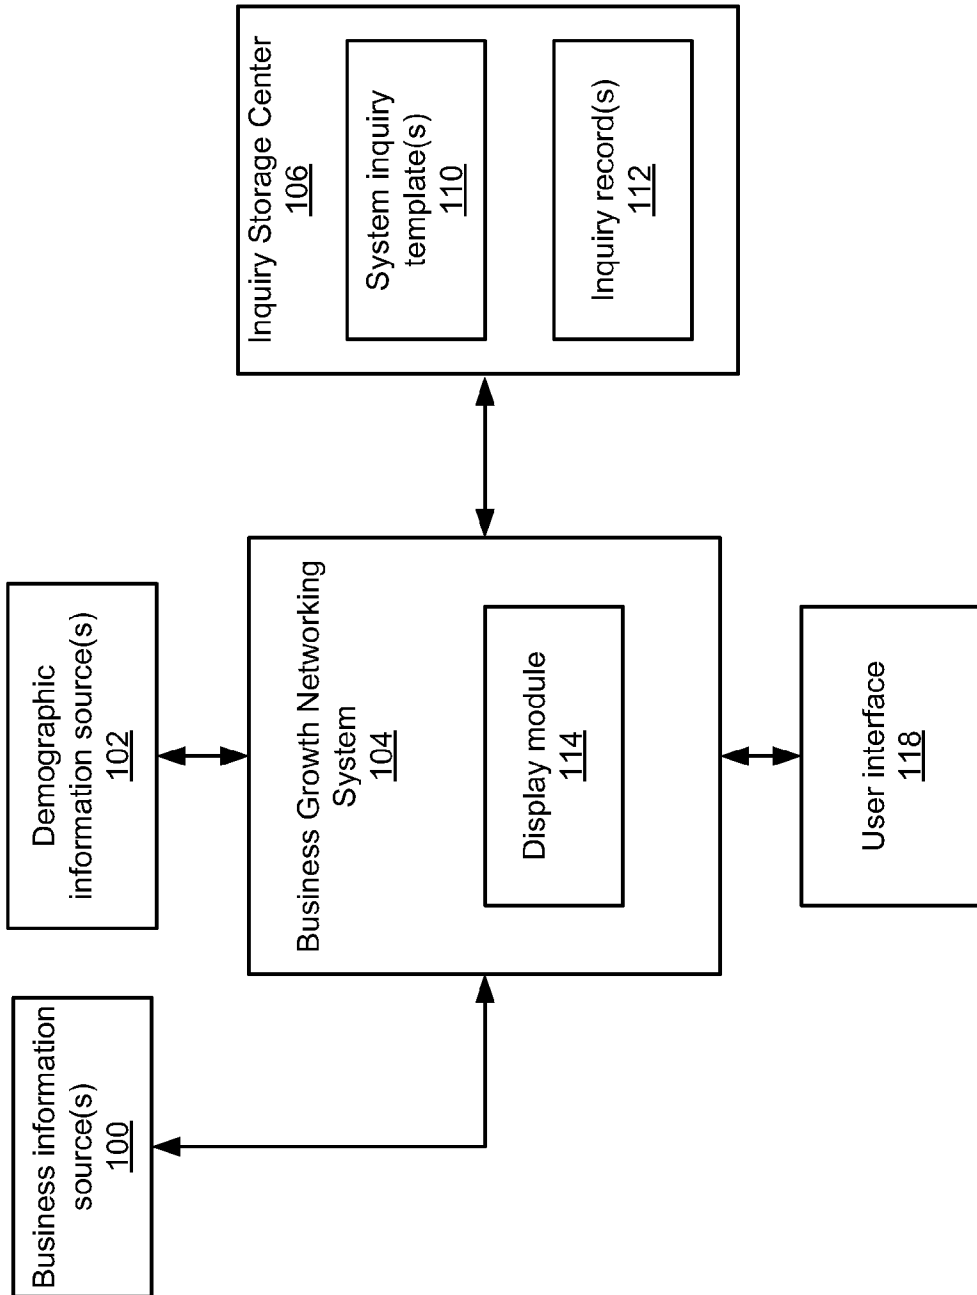 Business information
source(s)
100
Demographic
information source(s)
102
Business Growth Networking
System
104
Display module
114
User interface
118
Inquiry Storage Center
106
System inquiry
template(s)
110
Inquiry record(s)
112